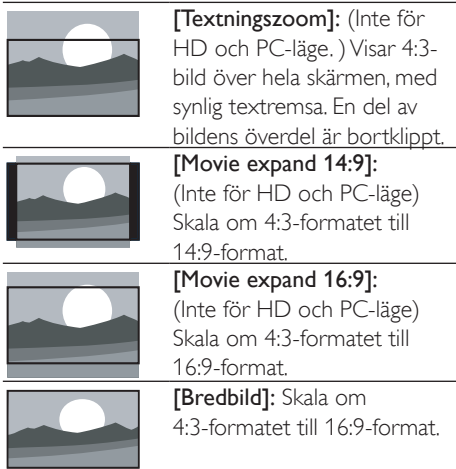 [Textningszoom]: (Inte för
HD och PC-läge. ) Visar 4:3-
bild över hela skärmen, med
synlig textremsa. En del av
bildens överdel är bortklippt.
[Movie expand 14:9]:
(Inte för HD och PC-läge)
Skala om 4:3-formatet till
14:9-format.
[Movie expand 16:9]:
(Inte för HD och PC-läge)
Skala om 4:3-formatet till
16:9-format.
[Bredbild]: Skala om
4:3-formatet till 16:9-format.